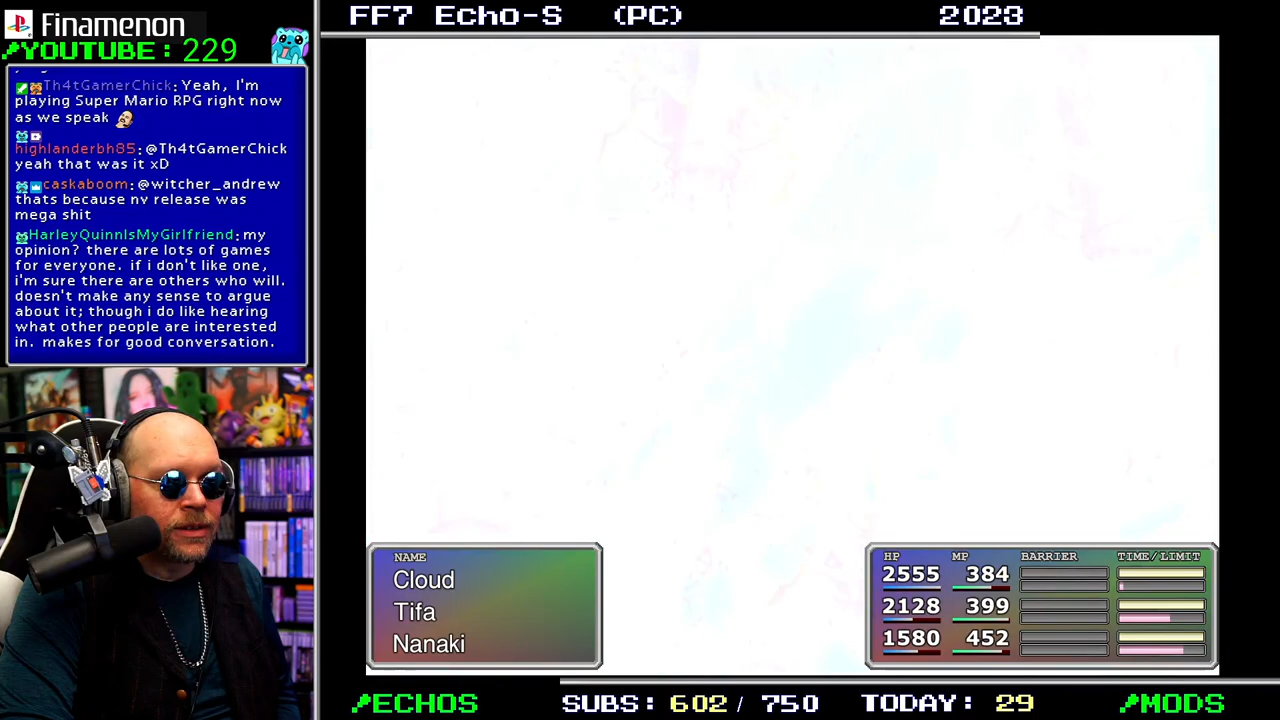 FF7 Echo-S (PC) 2023
Finamenon
/YOUTUBE: 229
Th4tGamerChick: Yeah, I'm
playing Super Mario RPG right now
as we speak
highlanderbh85: @Th4tGamerChick
yeah that was it xD
caskaboom: @witcher_andrew
thats because nv release was
mega shit
HarleyQuinnIsMyGirlfriend: my
opinion? there are lots of games
for everyone. if i don't like one,
i'm sure there are others who will.
doesn't make any sense to argue
about it; though i do like hearing
what other people are interested
in. makes for good conversation.
NAME
Cloud
Tifa
Nanaki
HP MP BARRIER TIME/LIMIT
2555 384
2128 399
1580 452
/ECHOS SUBS: 602/ 750 TODAY: 29 /MODS